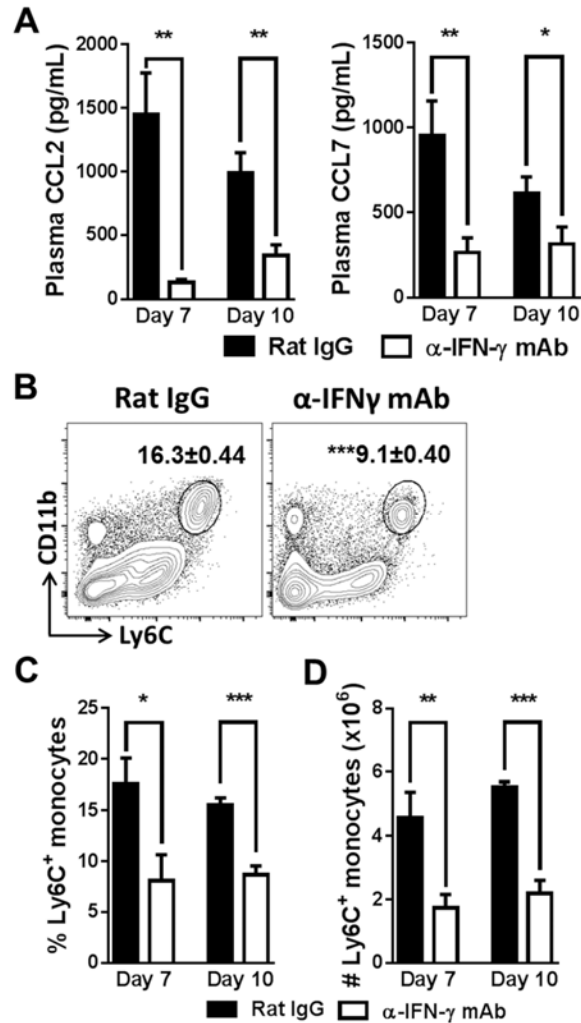 A
Plasma CCL2 (pg/mL)
2000
1500
1000
500
0
** **
Day 7 Day 10
Plasma CCL7 (pg/mL)
1500
1000
500
0
** *
Day 7 Day 10
Rat IgG α-IFN-γ mAb
B
Rat IgG α-IFNγ mAb
16.3±0.44 ***9.1±0.40
CD11b
Ly6C
C
% Ly6C+ monocytes
25
20
15
10
5
0
* ***
Day 7 Day 10
D
# Ly6C+ monocytes (x10⁶)
8
6
4
2
0
** ***
Day 7 Day 10
Rat IgG α-IFN-γ mAb